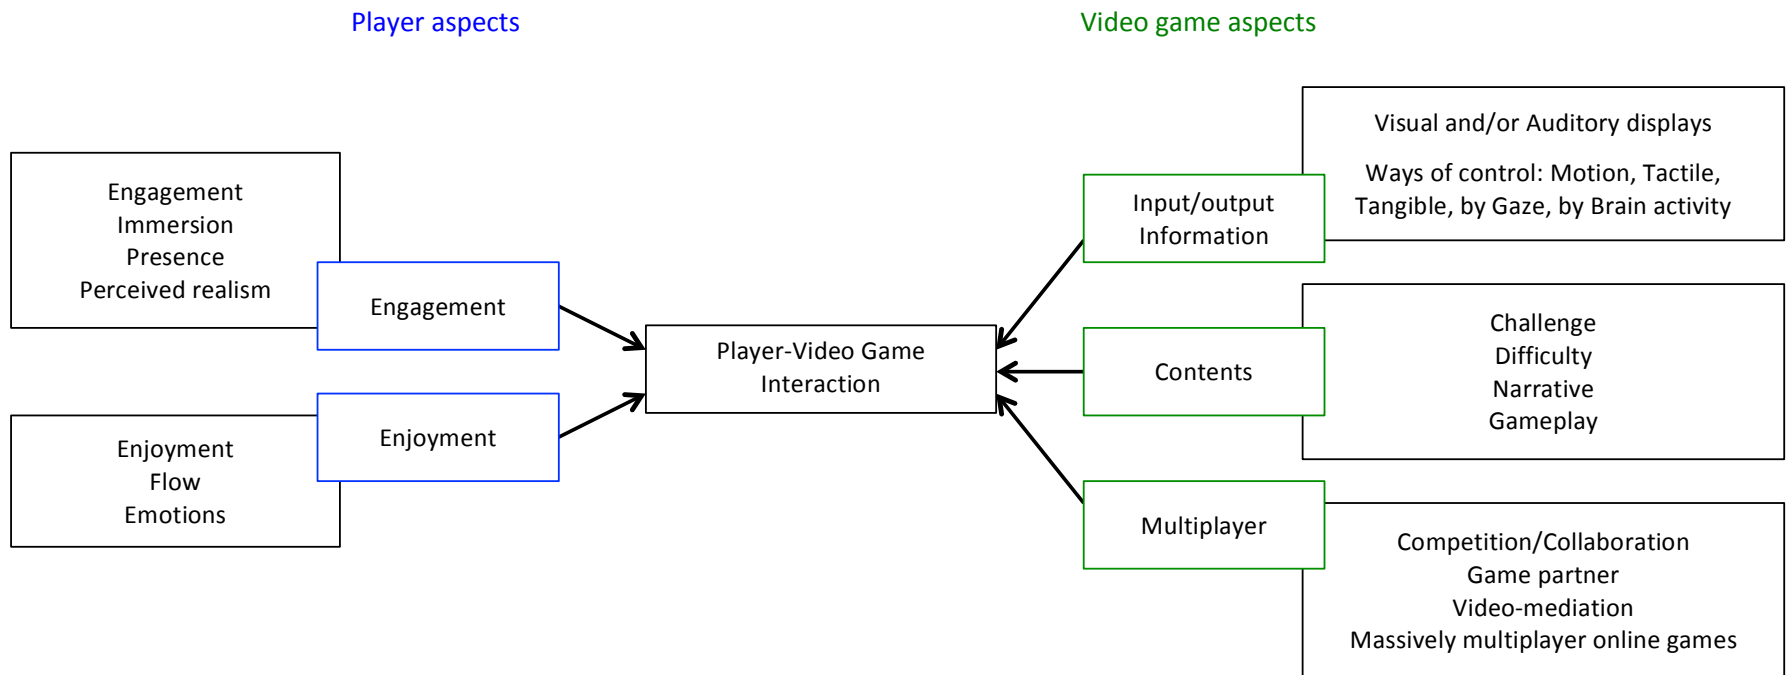 Player aspects
Video game aspects
Engagement
Immersion
Presence
Perceived realism
Engagement
Enjoyment
Flow
Emotions
Enjoyment
Player-Video Game
Interaction
Input/output
Information
Visual and/or Auditory displays
Ways of control: Motion, Tactile,
Tangible, by Gaze, by Brain activity
Contents
Challenge
Difficulty
Narrative
Gameplay
Multiplayer
Competition/Collaboration
Game partner
Video-mediation
Massively multiplayer online games